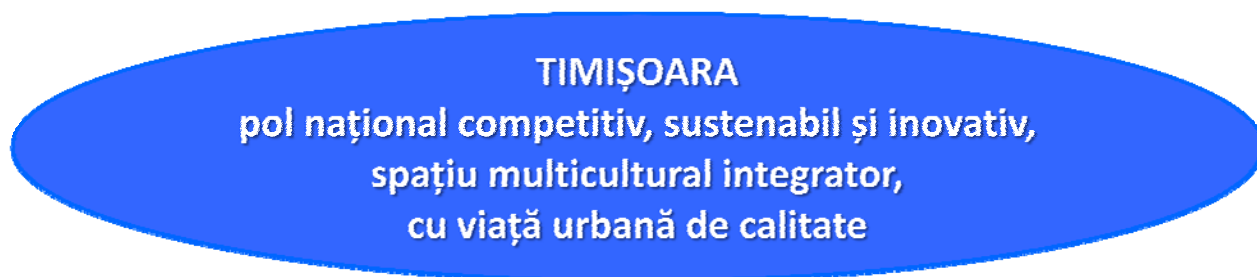 TIMIȘOARA
pol național competitiv, sustenabil și inovativ,
spațiu multicultural integrator,
cu viață urbană de calitate